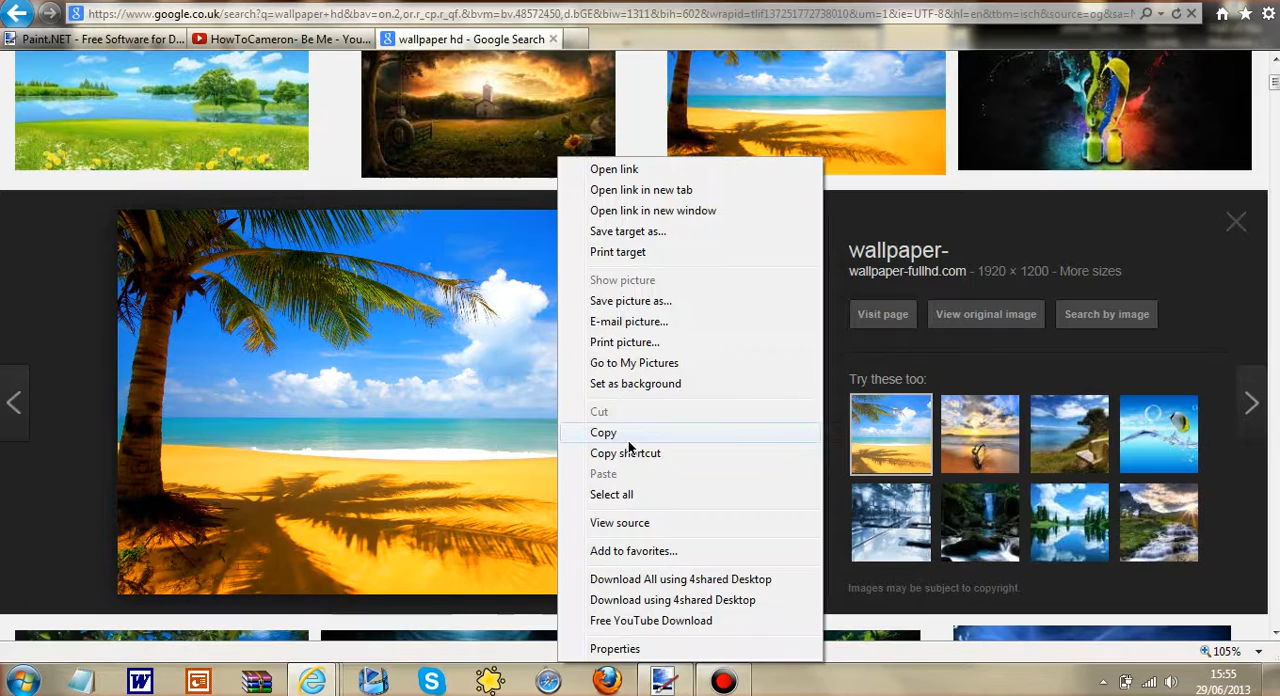 https://www.google.co.uk/search?q=wallpaper+hd&bav=on.2,or.r_cp.r_qf.&bvm=bv.48572450,d.bGE&biw=1311&bih=602&wrapid=tlif137251772738010&um=1&ie=UTF-8&hl=en&tbm=isch&source=og&sa=N
Paint.NET - Free Software for D...
HowToCameron- Be Me - You...
wallpaper hd - Google Search
Open link
Open link in new tab
Open link in new window
Save target as...
Print target
Show picture
Save picture as...
E-mail picture...
Print picture...
Go to My Pictures
Set as background
Cut
Copy
Copy shortcut
Paste
Select all
View source
Add to favorites...
Download All using 4shared Desktop
Download using 4shared Desktop
Free YouTube Download
Properties
wallpaper-
wallpaper-fullhd.com - 1920 × 1200 - More sizes
Visit page
View original image
Search by image
Try these too:
Images may be subject to copyright.
105%
15:55
29/06/2013